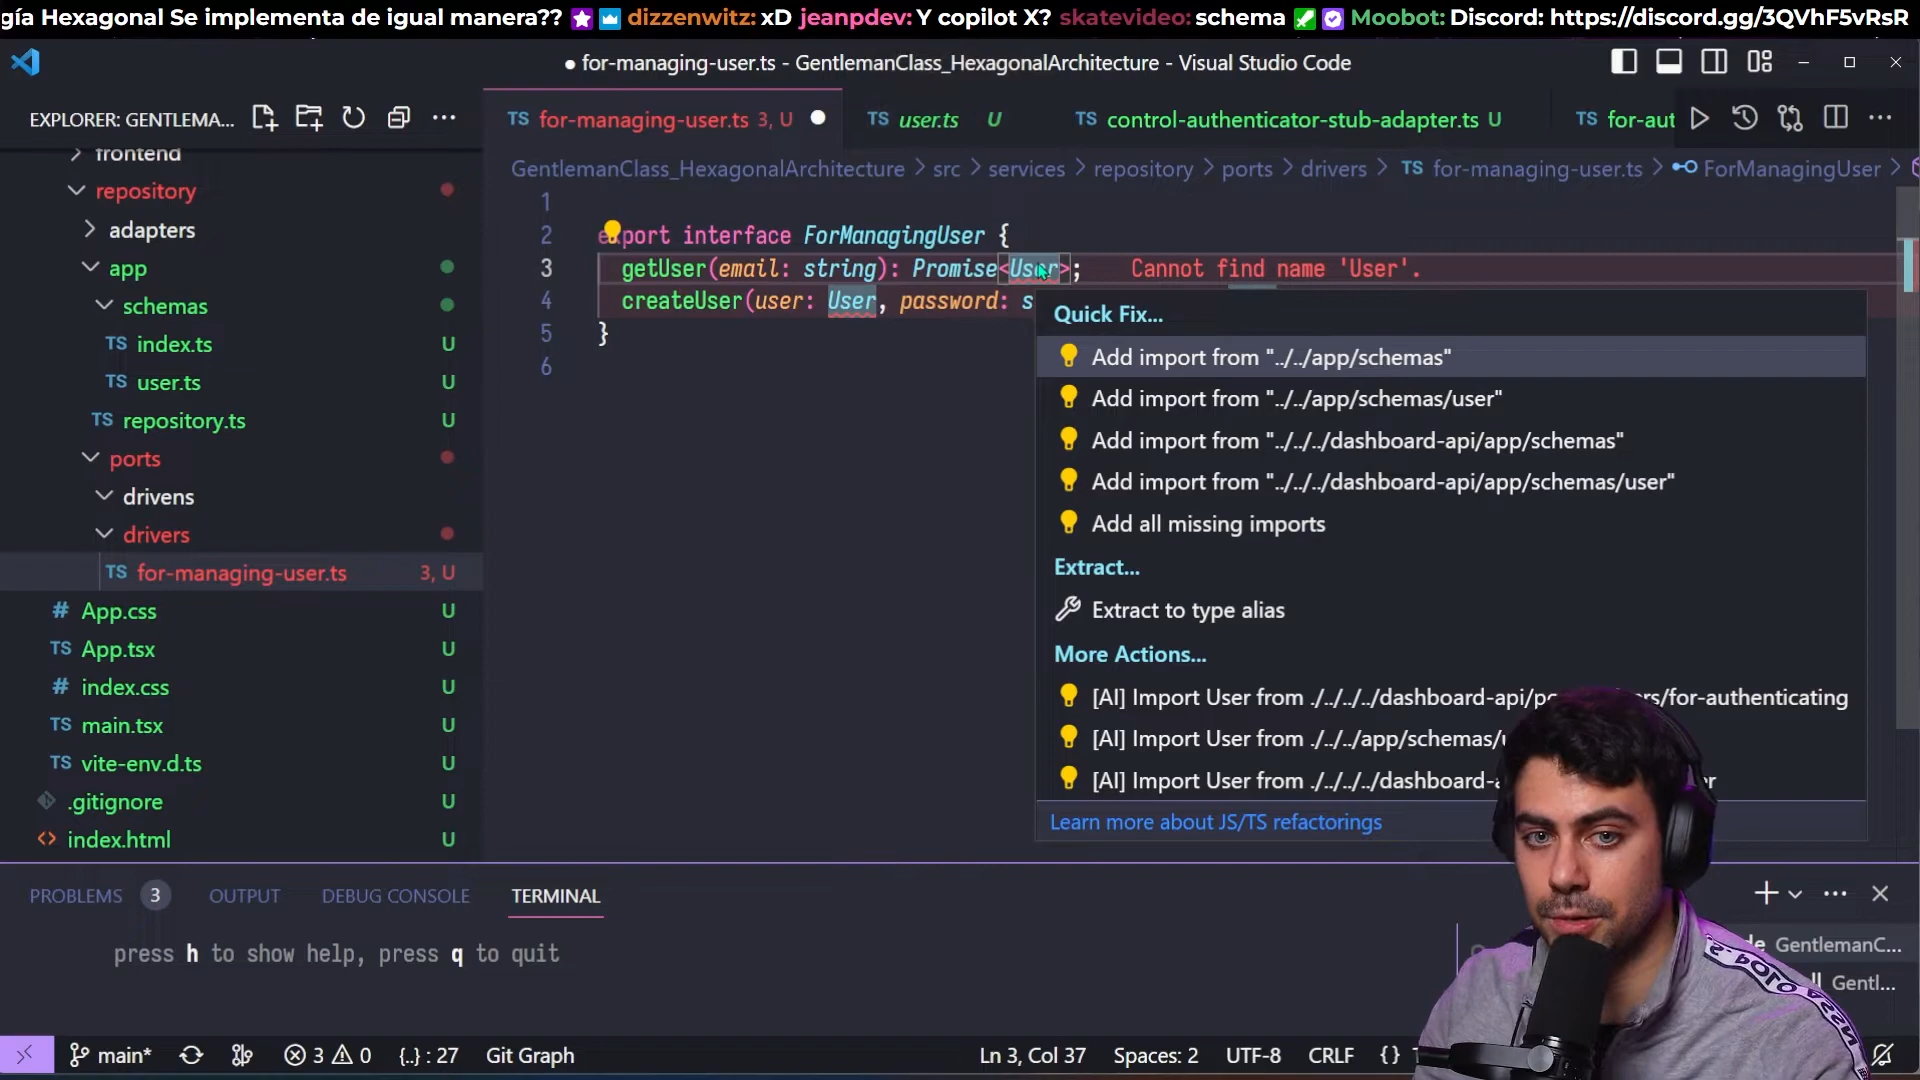 gía Hexagonal Se implementa de igual manera?? dizzenwitz: xD jeanpdev: Y copilot X? skatevideo: schema Moobot: Discord: https://discord.gg/3QVhF5vRsR
● for-managing-user.ts - GentlemanClass_HexagonalArchitecture - Visual Studio Code
EXPLORER: GENTLEMA... ···
TS for-managing-user.ts 3, U ● TS user.ts U TS control-authenticator-stub-adapter.ts U TS for-aut ···
GentlemanClass_HexagonalArchitecture > src > services > repository > ports > drivers > TS for-managing-user.ts > ForManagingUser >
frontend
repository
adapters
app
schemas
TS index.ts U
TS user.ts U
TS repository.ts U
ports
drivens
drivers
TS for-managing-user.ts 3, U
# App.css U
TS App.tsx U
# index.css U
TS main.tsx U
TS vite-env.d.ts U
.gitignore U
<> index.html U
1
2 export interface ForManagingUser {
3 getUser(email: string): Promise<User>; Cannot find name 'User'.
4 createUser(user: User, password: s
5 }
6
Quick Fix...
Add import from "../../app/schemas"
Add import from "../../app/schemas/user"
Add import from "../../../dashboard-api/app/schemas"
Add import from "../../../dashboard-api/app/schemas/user"
Add all missing imports
Extract...
Extract to type alias
More Actions...
[AI] Import User from ./../../../dashboard-api/po rs/for-authenticating
[AI] Import User from ./../../app/schemas/u
[AI] Import User from ./../../../dashboard-a r
Learn more about JS/TS refactorings
PROBLEMS 3 OUTPUT DEBUG CONSOLE TERMINAL
press h to show help, press q to quit
de GentlemanC...
Gentl...
main* 3 0 {..} : 27 Git Graph Ln 3, Col 37 Spaces: 2 UTF-8 CRLF {}